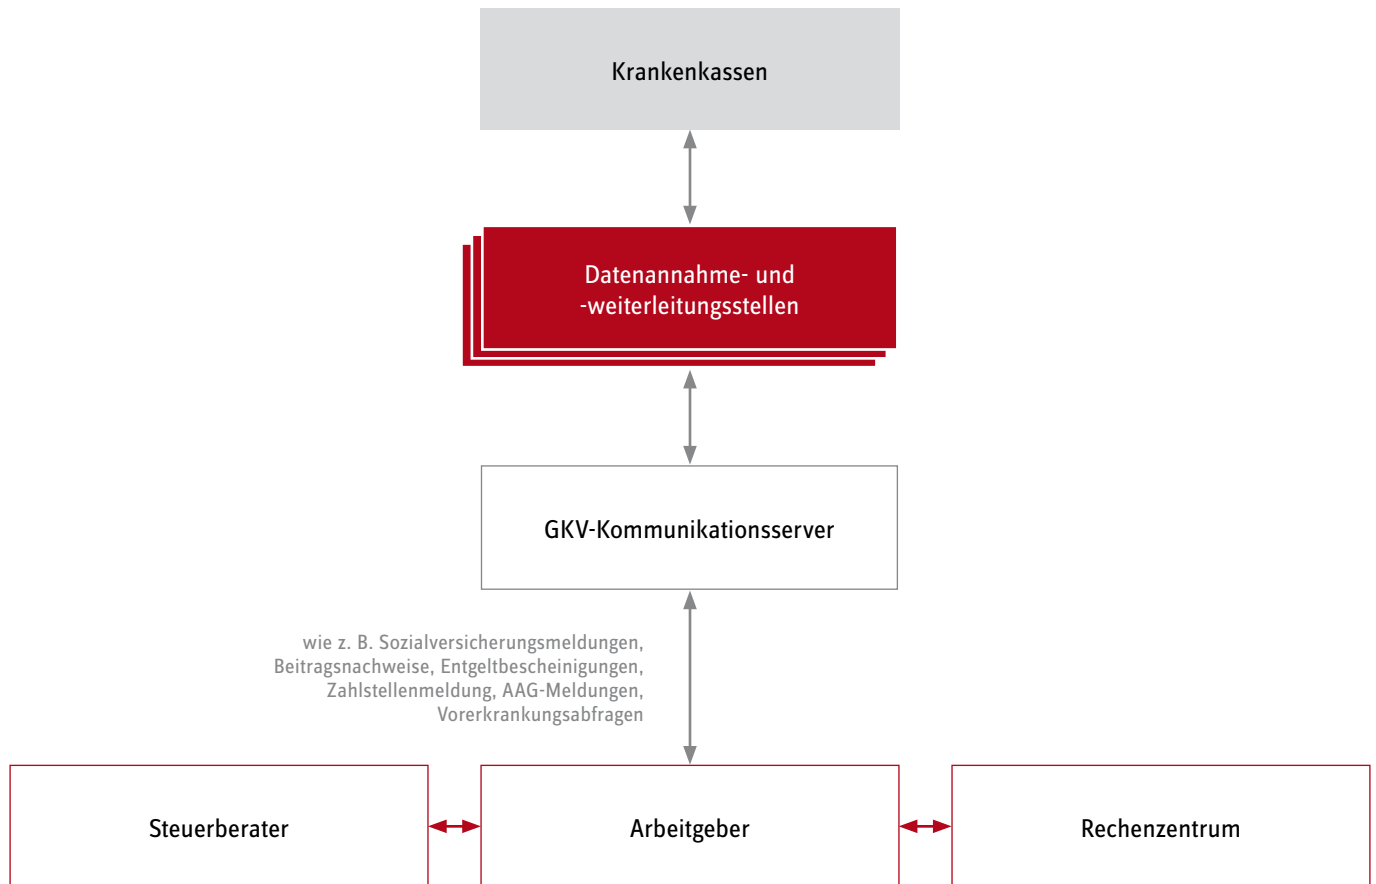 Krankenkassen
Datenannahme- und
-weiterleitungsstellen
GKV-Kommunikationsserver
wie z. B. Sozialversicherungsmeldungen,
Beitragsnachweise, Entgeltbescheinigungen,
Zahlstellenmeldung, AAG-Meldungen,
Vorerkrankungsabfragen
Steuerberater
Arbeitgeber
Rechenzentrum